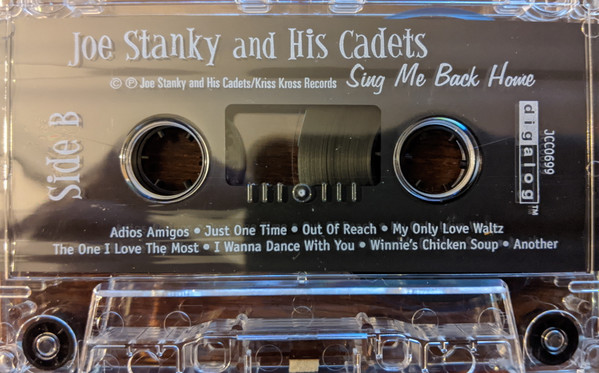 Joe Stanky and His Cadets
© ℗ Joe Stanky and His Cadets/Kriss Kross Records
Sing Me Back Home
Side B
digalog™
JCC0699
Adios Amigos • Just One Time • Out Of Reach • My Only Love Waltz
The One I Love The Most • I Wanna Dance With You • Winnie's Chicken Soup • Another